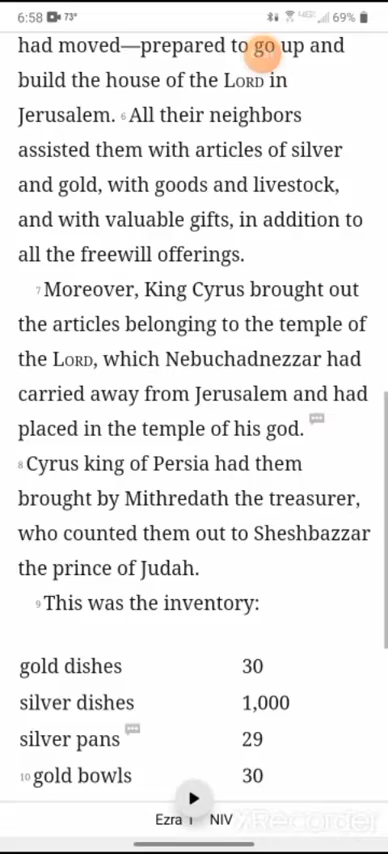 6:58 73° 69%
had moved—prepared to go up and
build the house of the LORD in
Jerusalem. 6 All their neighbors
assisted them with articles of silver
and gold, with goods and livestock,
and with valuable gifts, in addition to
all the freewill offerings.
7 Moreover, King Cyrus brought out
the articles belonging to the temple of
the LORD, which Nebuchadnezzar had
carried away from Jerusalem and had
placed in the temple of his god.
8 Cyrus king of Persia had them
brought by Mithredath the treasurer,
who counted them out to Sheshbazzar
the prince of Judah.
9 This was the inventory:
gold dishes 30
silver dishes 1,000
silver pans 29
10 gold bowls 30
Ezra 1 NIV XRecorder